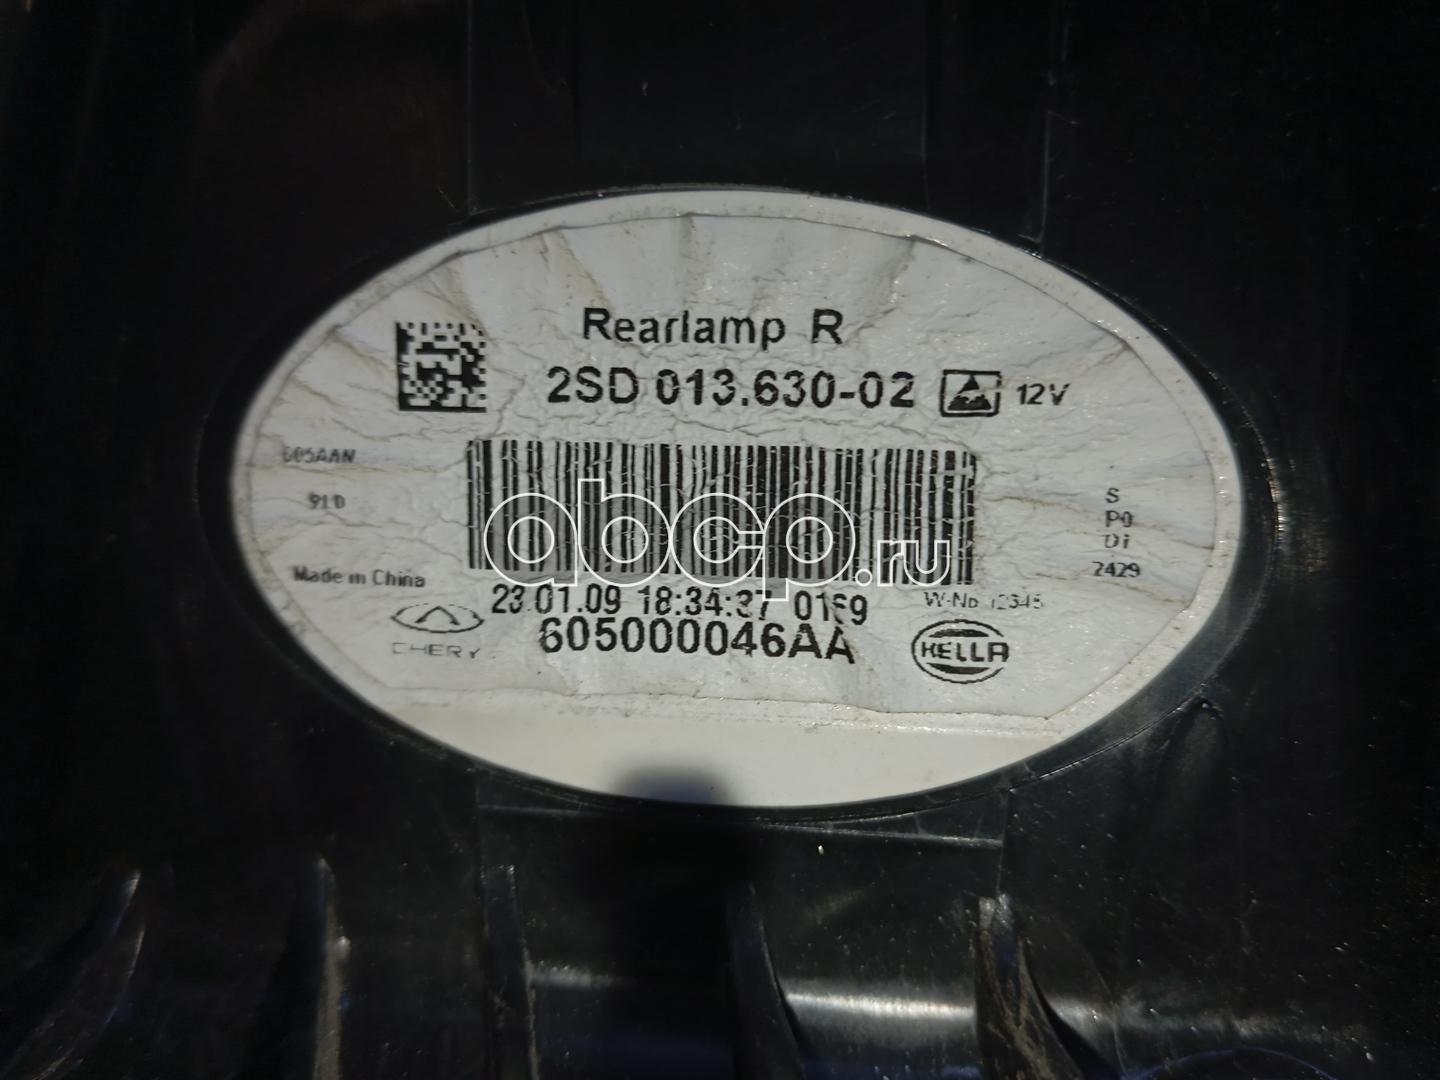 Rearlamp R
2SD 013.630-02 12V
605AAN
910
S
P0
D1
2429
abcp.ru
Made in China
23.01.09 18:34:37 0169
W-No 12345
CHERY
605000046AA
HELLA